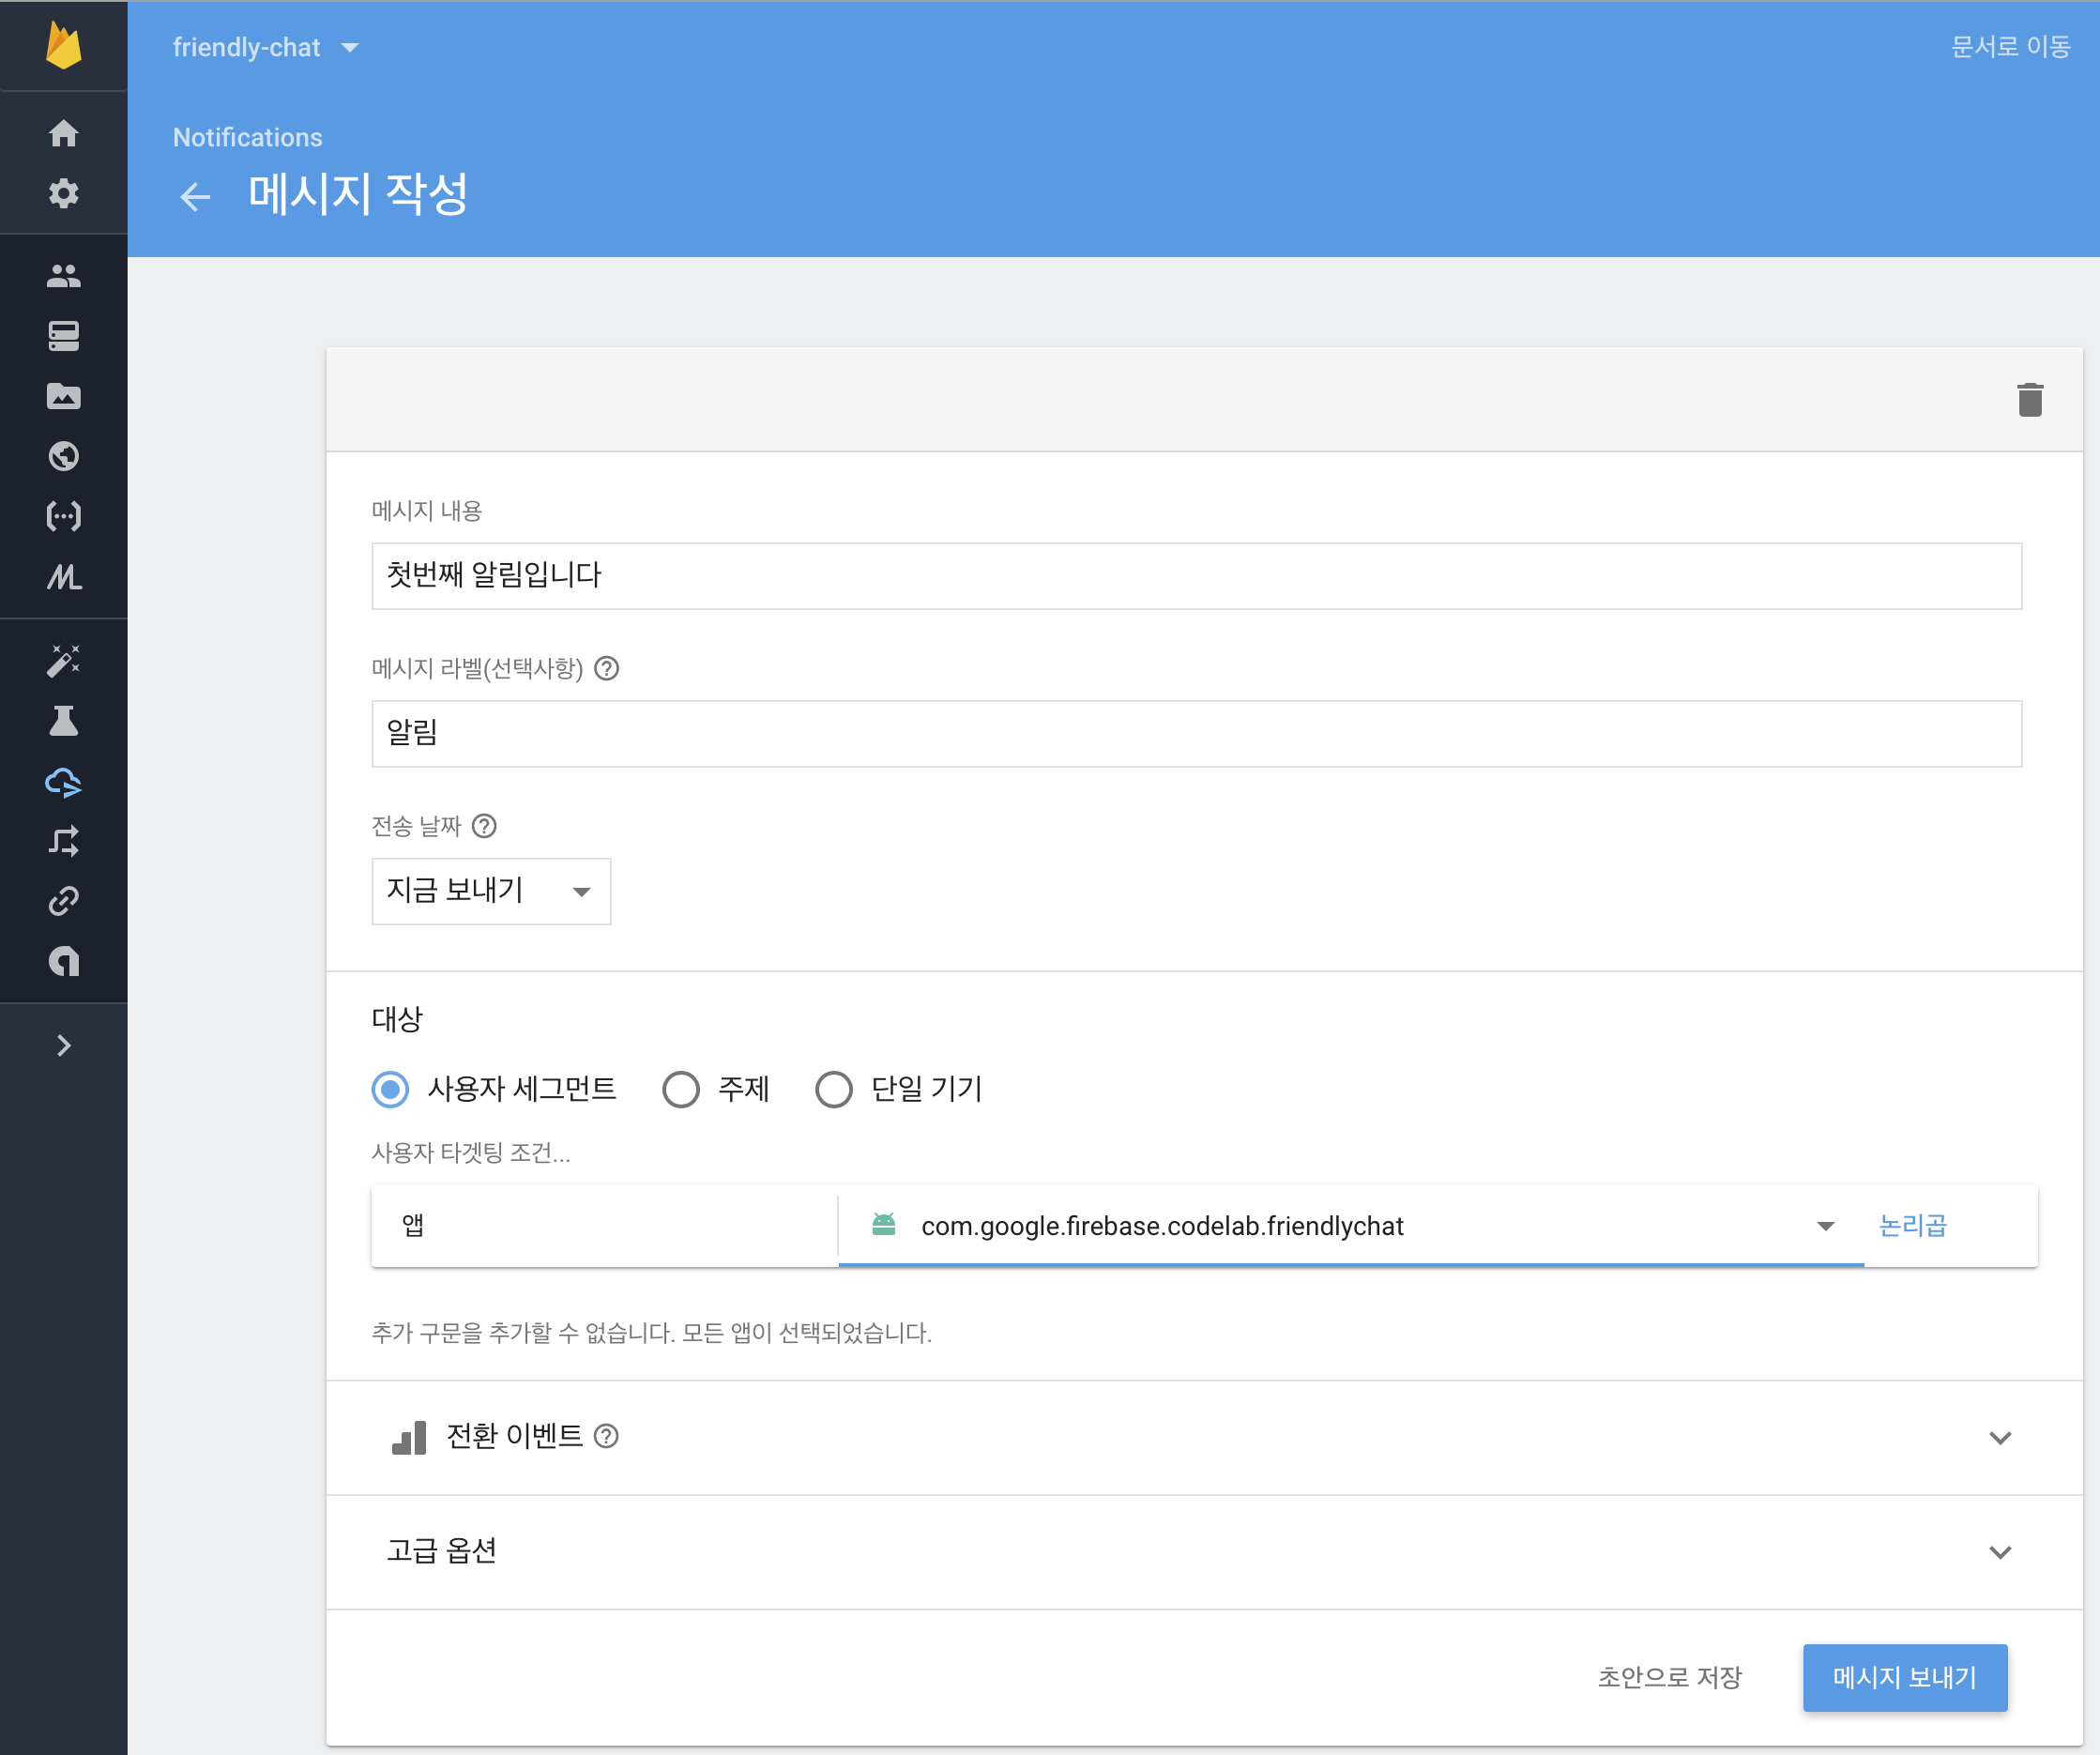 friendly-chat
문서로 이동
Notifications
메시지 작성
메시지 내용
첫번째 알림입니다
메시지 라벨(선택사항)
알림
전송 날짜
지금 보내기
대상
사용자 세그먼트 주제 단일 기기
사용자 타겟팅 조건...
앱 com.google.firebase.codelab.friendlychat 논리곱
추가 구문을 추가할 수 없습니다. 모든 앱이 선택되었습니다.
전환 이벤트
고급 옵션
초안으로 저장 메시지 보내기